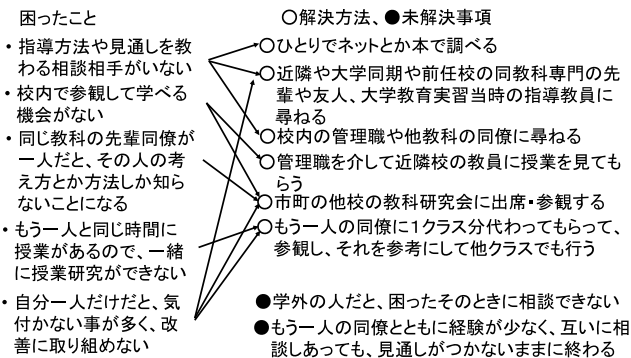 困ったこと
・指導方法や見通しを教
わる相談相手がいない
・校内で参観して学べる
機会がない
・同じ教科の先輩同僚が
一人だと、その人の考
え方とか方法しか知ら
ないことになる
・もう一人と同じ時間に
授業があるので、一緒
に授業研究ができない
・自分一人だけだと、気
付かない事が多く、改
善に取り組めない
○解決方法、●未解決事項
○ひとりでネットとか本で調べる
○近隣や大学同期や前任校の同教科専門の先
輩や友人、大学教育実習当時の指導教員に
尋ねる
○校内の管理職や他教科の同僚に尋ねる
○管理職を介して近隣校の教員に授業を見ても
らう
○市町の他校の教科研究会に出席・参観する
○もう一人の同僚に1クラス分代わってもらって、
参観し、それを参考にして他クラスでも行う
●学外の人だと、困ったそのときに相談できない
●もう一人の同僚とともに経験が少なく、互いに相
談しあっても、見通しがつかないままに終わる